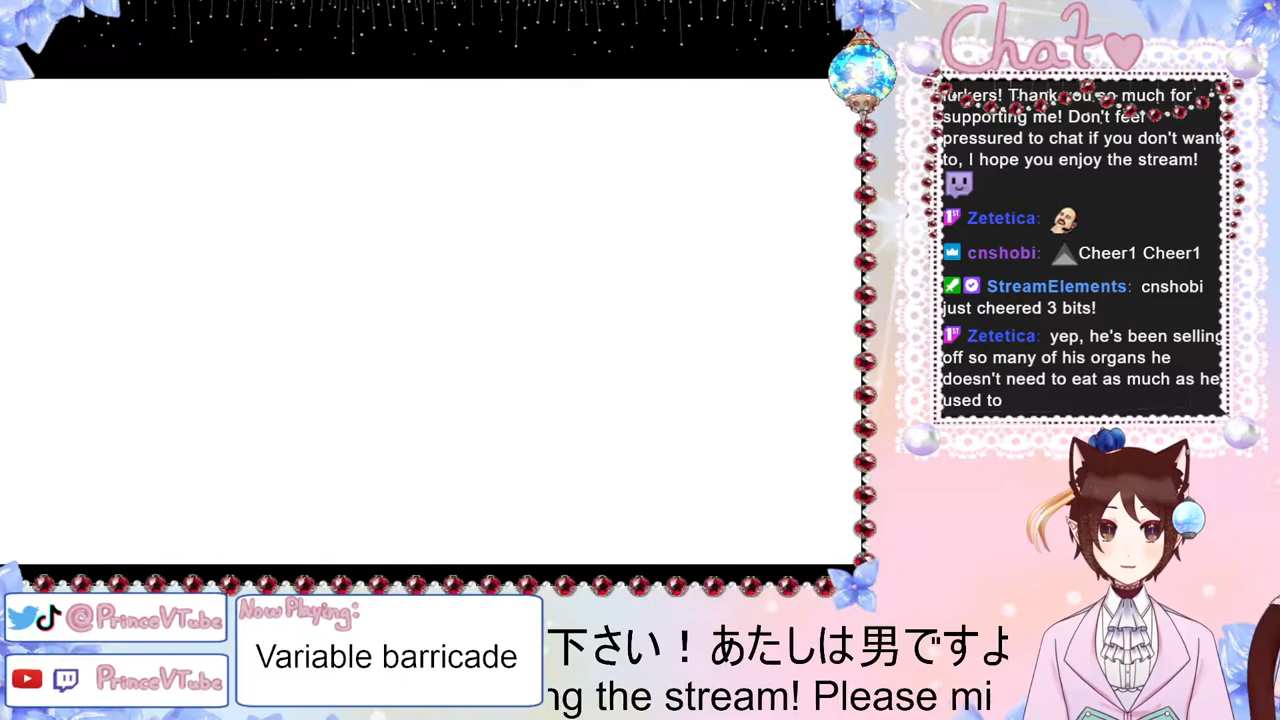 Chat
lurkers! Thank you so much for
supporting me! Don't feel
pressured to chat if you don't want
to, I hope you enjoy the stream!
Zetetica:
cnshobi: Cheer1 Cheer1
StreamElements: cnshobi
just cheered 3 bits!
Zetetica: yep, he's been selling
off so many of his organs he
doesn't need to eat as much as he
used to
@PrinceVTube
PrinceVTube
Now Playing:
Variable barricade
下さい！あたしは男ですよ
ng the stream! Please mi